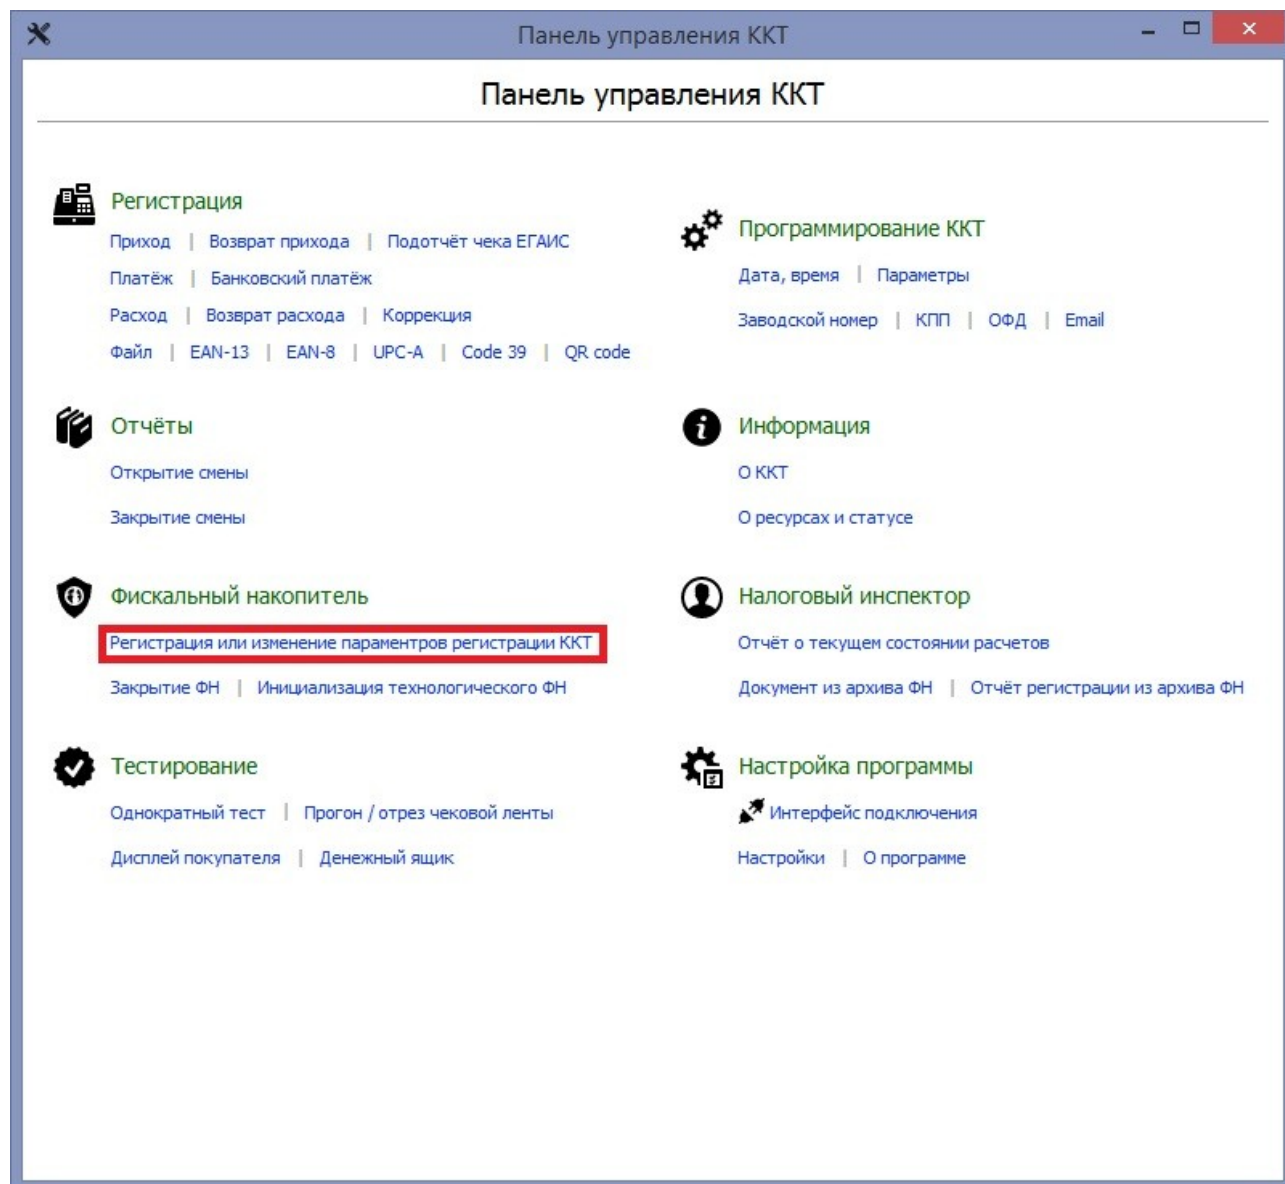 Панель управления ККТ
Панель управления ККТ
Регистрация
Приход | Возврат прихода | Подотчёт чека ЕГАИС
Платёж | Банковский платёж
Расход | Возврат расхода | Коррекция
Файл | EAN-13 | EAN-8 | UPC-A | Code 39 | QR code
Программирование ККТ
Дата, время | Параметры
Заводской номер | КПП | ОФД | Email
Отчёты
Открытие смены
Закрытие смены
Информация
О ККТ
О ресурсах и статусе
Фискальный накопитель
Регистрация или изменение параментров регистрации ККТ
Закрытие ФН | Инициализация технологического ФН
Налоговый инспектор
Отчёт о текущем состоянии расчетов
Документ из архива ФН | Отчёт регистрации из архива ФН
Тестирование
Однократный тест | Прогон / отрез чековой ленты
Дисплей покупателя | Денежный ящик
Настройка программы
Интерфейс подключения
Настройки | О программе